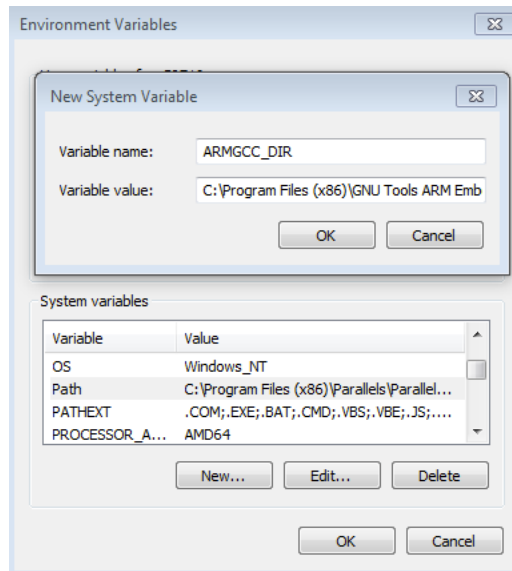 Environment Variables
New System Variable
Variable name: ARMGCC_DIR
Variable value: C:\Program Files (x86)\GNU Tools ARM Emb
OK Cancel
System variables
Variable Value
OS Windows_NT
Path C:\Program Files (x86)\Parallels\Parallel...
PATHEXT .COM;.EXE;.BAT;.CMD;.VBS;.VBE;.JS;....
PROCESSOR_A... AMD64
New... Edit... Delete
OK Cancel